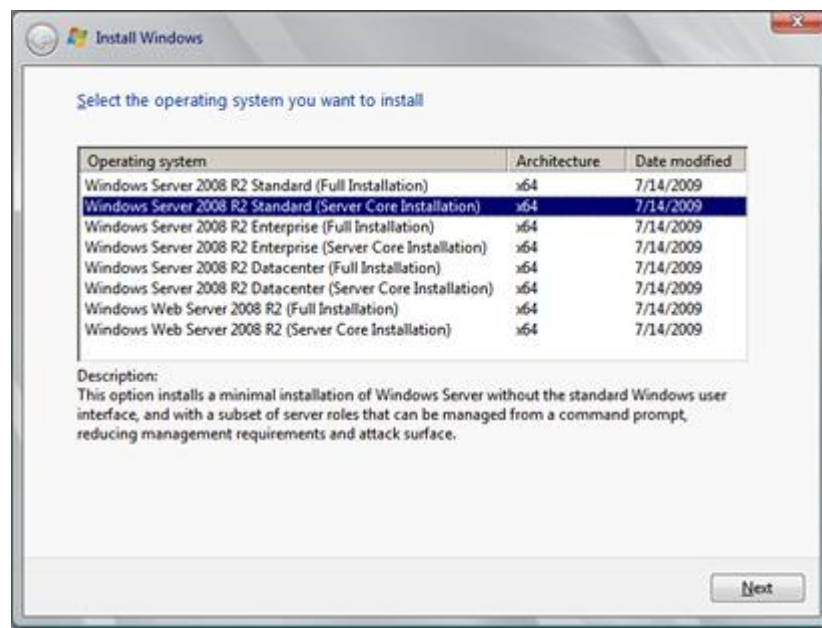 Install Windows
Select the operating system you want to install
Operating system Architecture Date modified
Windows Server 2008 R2 Standard (Full Installation) x64 7/14/2009
Windows Server 2008 R2 Standard (Server Core Installation) x64 7/14/2009
Windows Server 2008 R2 Enterprise (Full Installation) x64 7/14/2009
Windows Server 2008 R2 Enterprise (Server Core Installation) x64 7/14/2009
Windows Server 2008 R2 Datacenter (Full Installation) x64 7/14/2009
Windows Server 2008 R2 Datacenter (Server Core Installation) x64 7/14/2009
Windows Web Server 2008 R2 (Full Installation) x64 7/14/2009
Windows Web Server 2008 R2 (Server Core Installation) x64 7/14/2009
Description:
This option installs a minimal installation of Windows Server without the standard Windows user
interface, and with a subset of server roles that can be managed from a command prompt,
reducing management requirements and attack surface.
Next